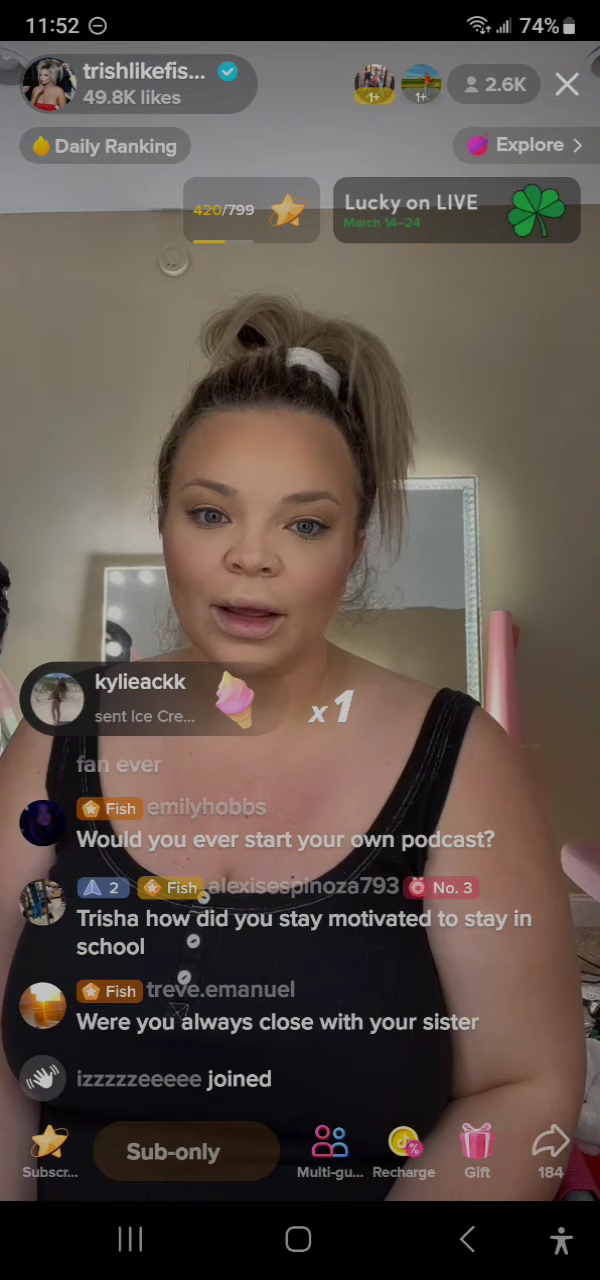 11:52
74%
trishlikefis...
49.8K likes
1+
1+
2.6K
Daily Ranking
Explore >
420/799
Lucky on LIVE
March 14-24
kylieackk
sent Ice Cre...
x1
fan ever
Fish emilyhobbs
Would you ever start your own podcast?
2 Fish alexisespinoza793 No. 3
Trisha how did you stay motivated to stay in
school
Fish treve.emanuel
Were you always close with your sister
izzzzzeeeee joined
Sub-only
Subscr...
Multi-gu...
Recharge
Gift
184